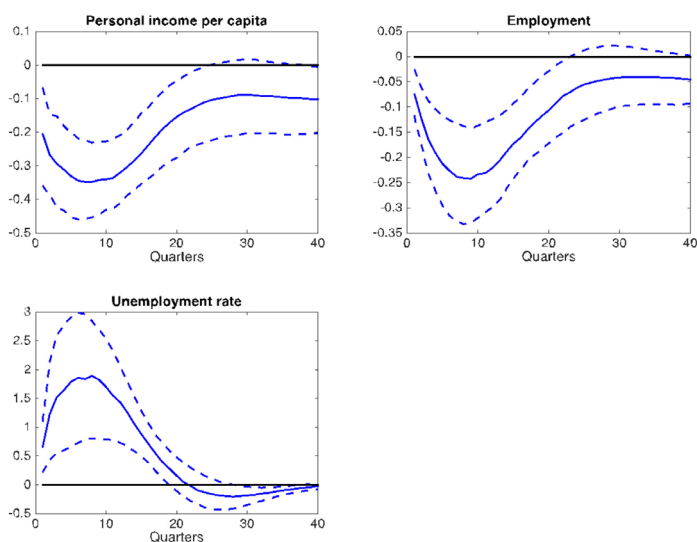 Personal income per capita
0.1
0
-0.1
-0.2
-0.3
-0.4
-0.5
0 10 20 30 40
Quarters
Employment
0.05
0
-0.05
-0.1
-0.15
-0.2
-0.25
-0.3
-0.35
0 10 20 30 40
Quarters
Unemployment rate
3
2.5
2
1.5
1
0.5
0
-0.5
0 10 20 30 40
Quarters